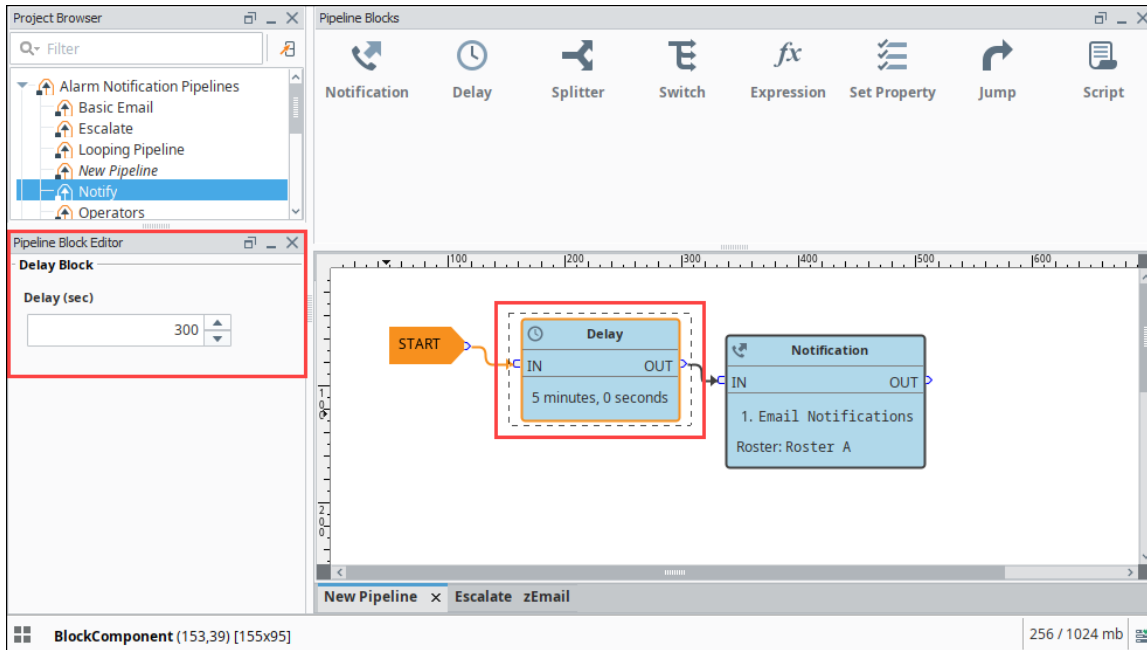 Project Browser
Filter
Alarm Notification Pipelines
Basic Email
Escalate
Looping Pipeline
New Pipeline
Notify
Operators
Pipeline Block Editor
Delay Block
Delay (sec)
300
Pipeline Blocks
Notification Delay Splitter Switch fx Expression Set Property Jump Script
100 200 300 400 500 600
100
200
START
Delay
IN OUT
5 minutes, 0 seconds
Notification
IN OUT
1. Email Notifications
Roster: Roster A
New Pipeline x Escalate zEmail
BlockComponent (153,39) [155x95]
256 / 1024 mb